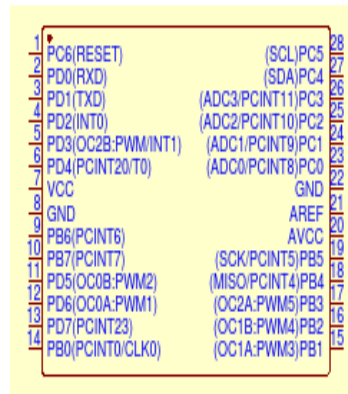 1 PC6(RESET) (SCL)PC5 28
2 PD0(RXD) (SDA)PC4 27
3 PD1(TXD) (ADC3/PCINT11)PC3 26
4 PD2(INT0) (ADC2/PCINT10)PC2 25
5 PD3(OC2B:PWM/INT1) (ADC1/PCINT9)PC1 24
6 PD4(PCINT20/T0) (ADC0/PCINT8)PC0 23
7 VCC GND 22
8 GND AREF 21
9 PB6(PCINT6) AVCC 20
10 PB7(PCINT7) (SCK/PCINT5)PB5 19
11 PD5(OC0B:PWM2) (MISO/PCINT4)PB4 18
12 PD6(OC0A:PWM1) (OC2A:PWM5)PB3 17
13 PD7(PCINT23) (OC1B:PWM4)PB2 16
14 PB0(PCINT0/CLK0) (OC1A:PWM3)PB1 15